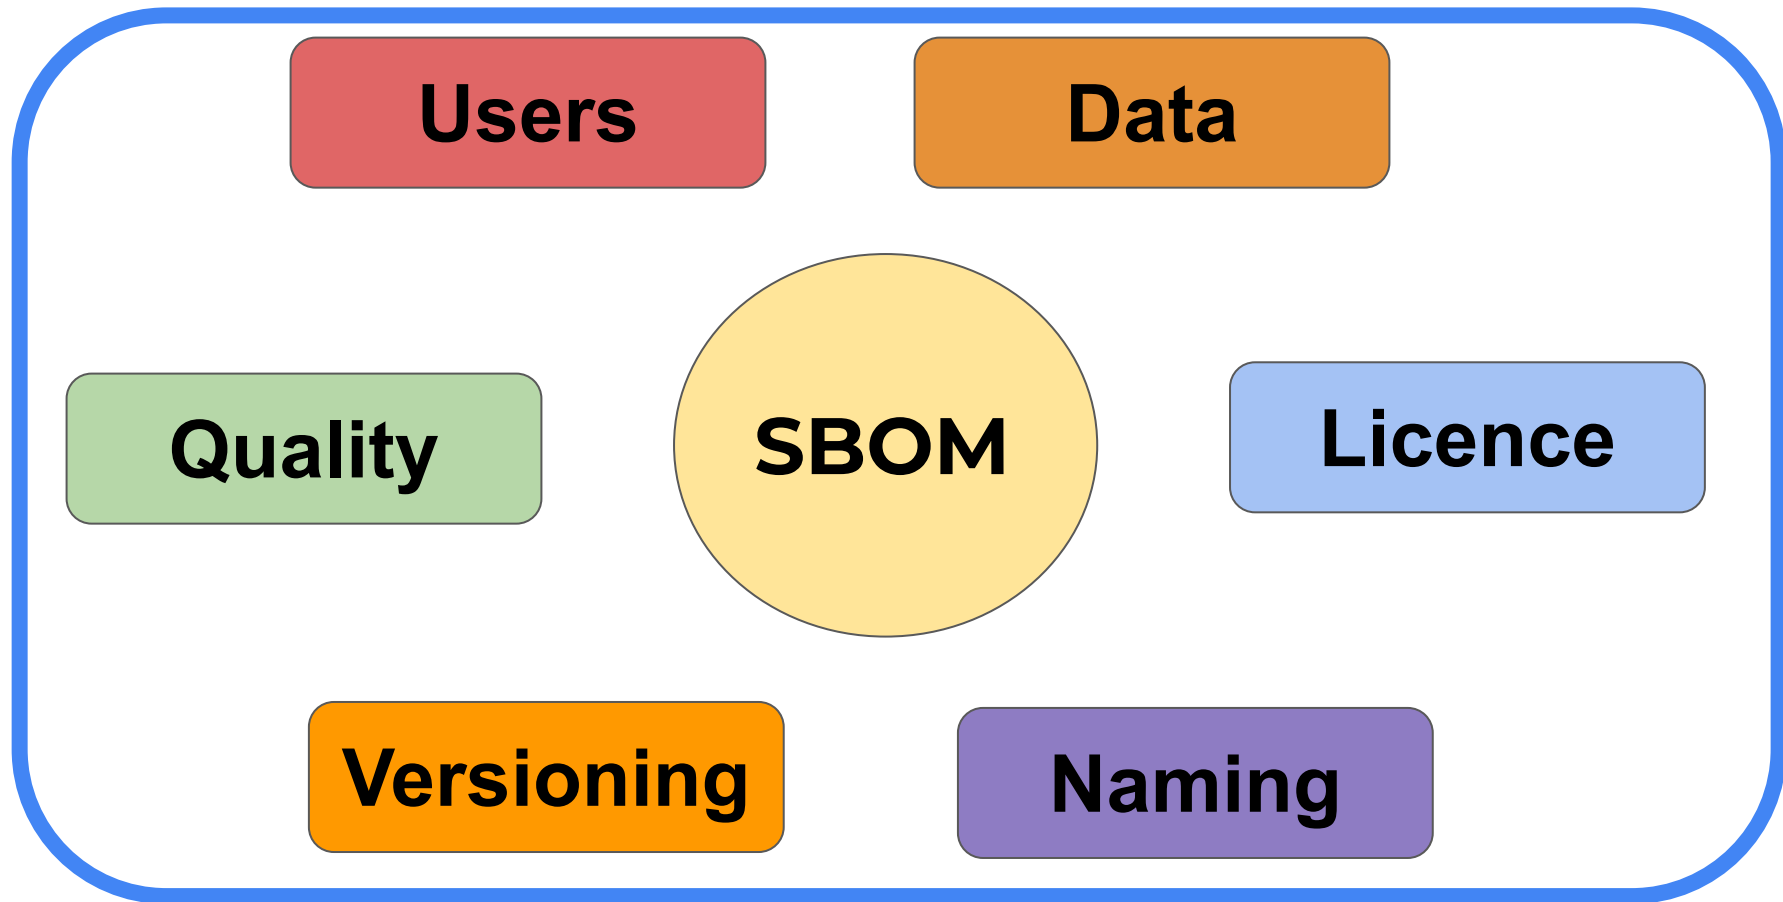 Users
Data
Quality
SBOM
Licence
Versioning
Naming